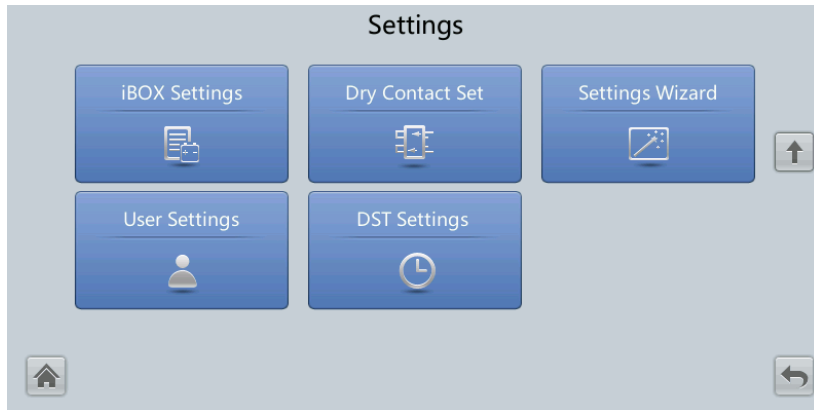 Settings
iBOX Settings
Dry Contact Set
Settings Wizard
User Settings
DST Settings